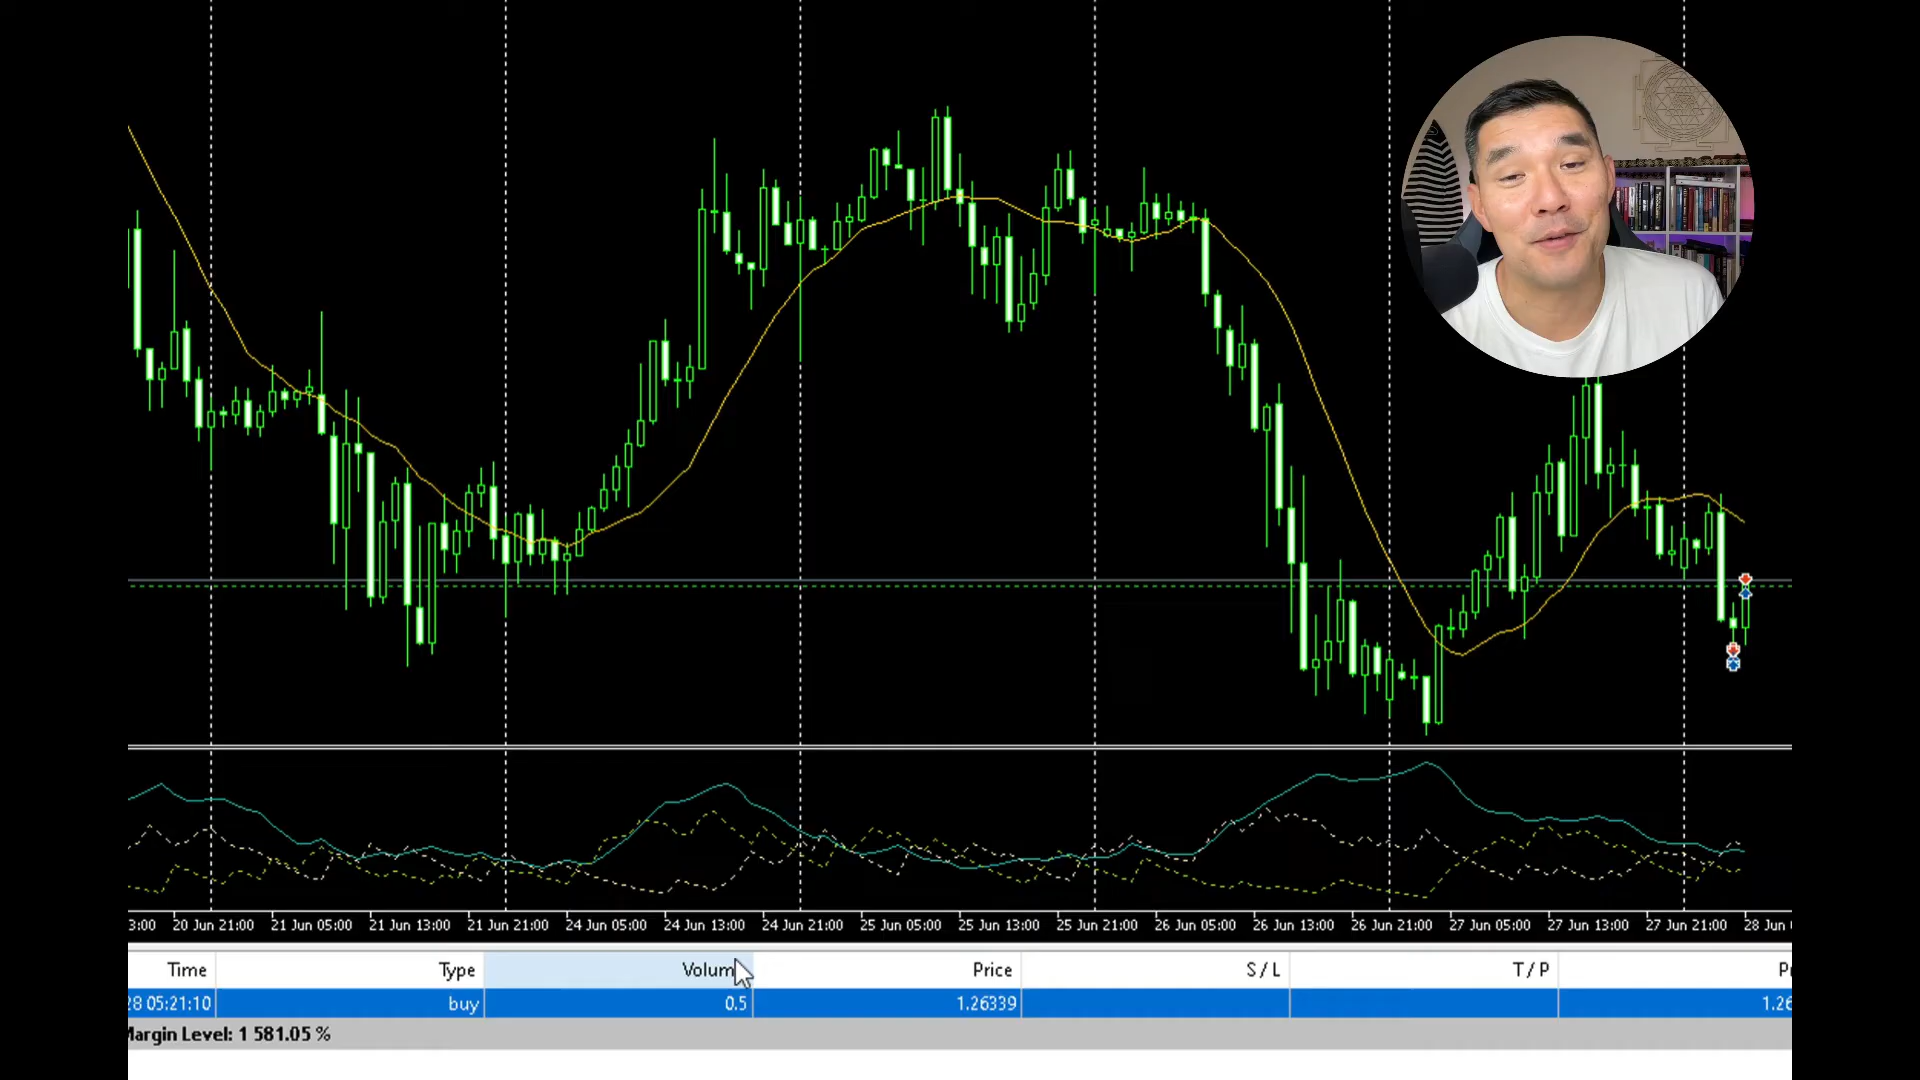 3:00 20 Jun 21:00 21 Jun 05:00 21 Jun 13:00 21 Jun 21:00 24 Jun 05:00 24 Jun 13:00 24 Jun 21:00 25 Jun 05:00 25 Jun 13:00 25 Jun 21:00 26 Jun 05:00 26 Jun 13:00 26 Jun 21:00 27 Jun 05:00 27 Jun 13:00 27 Jun 21:00 28 Jun
Time Type Volum Price S / L T / P P
28 05:21:10 buy 0.5 1.26339 1.26
Margin Level: 1 581.05 %